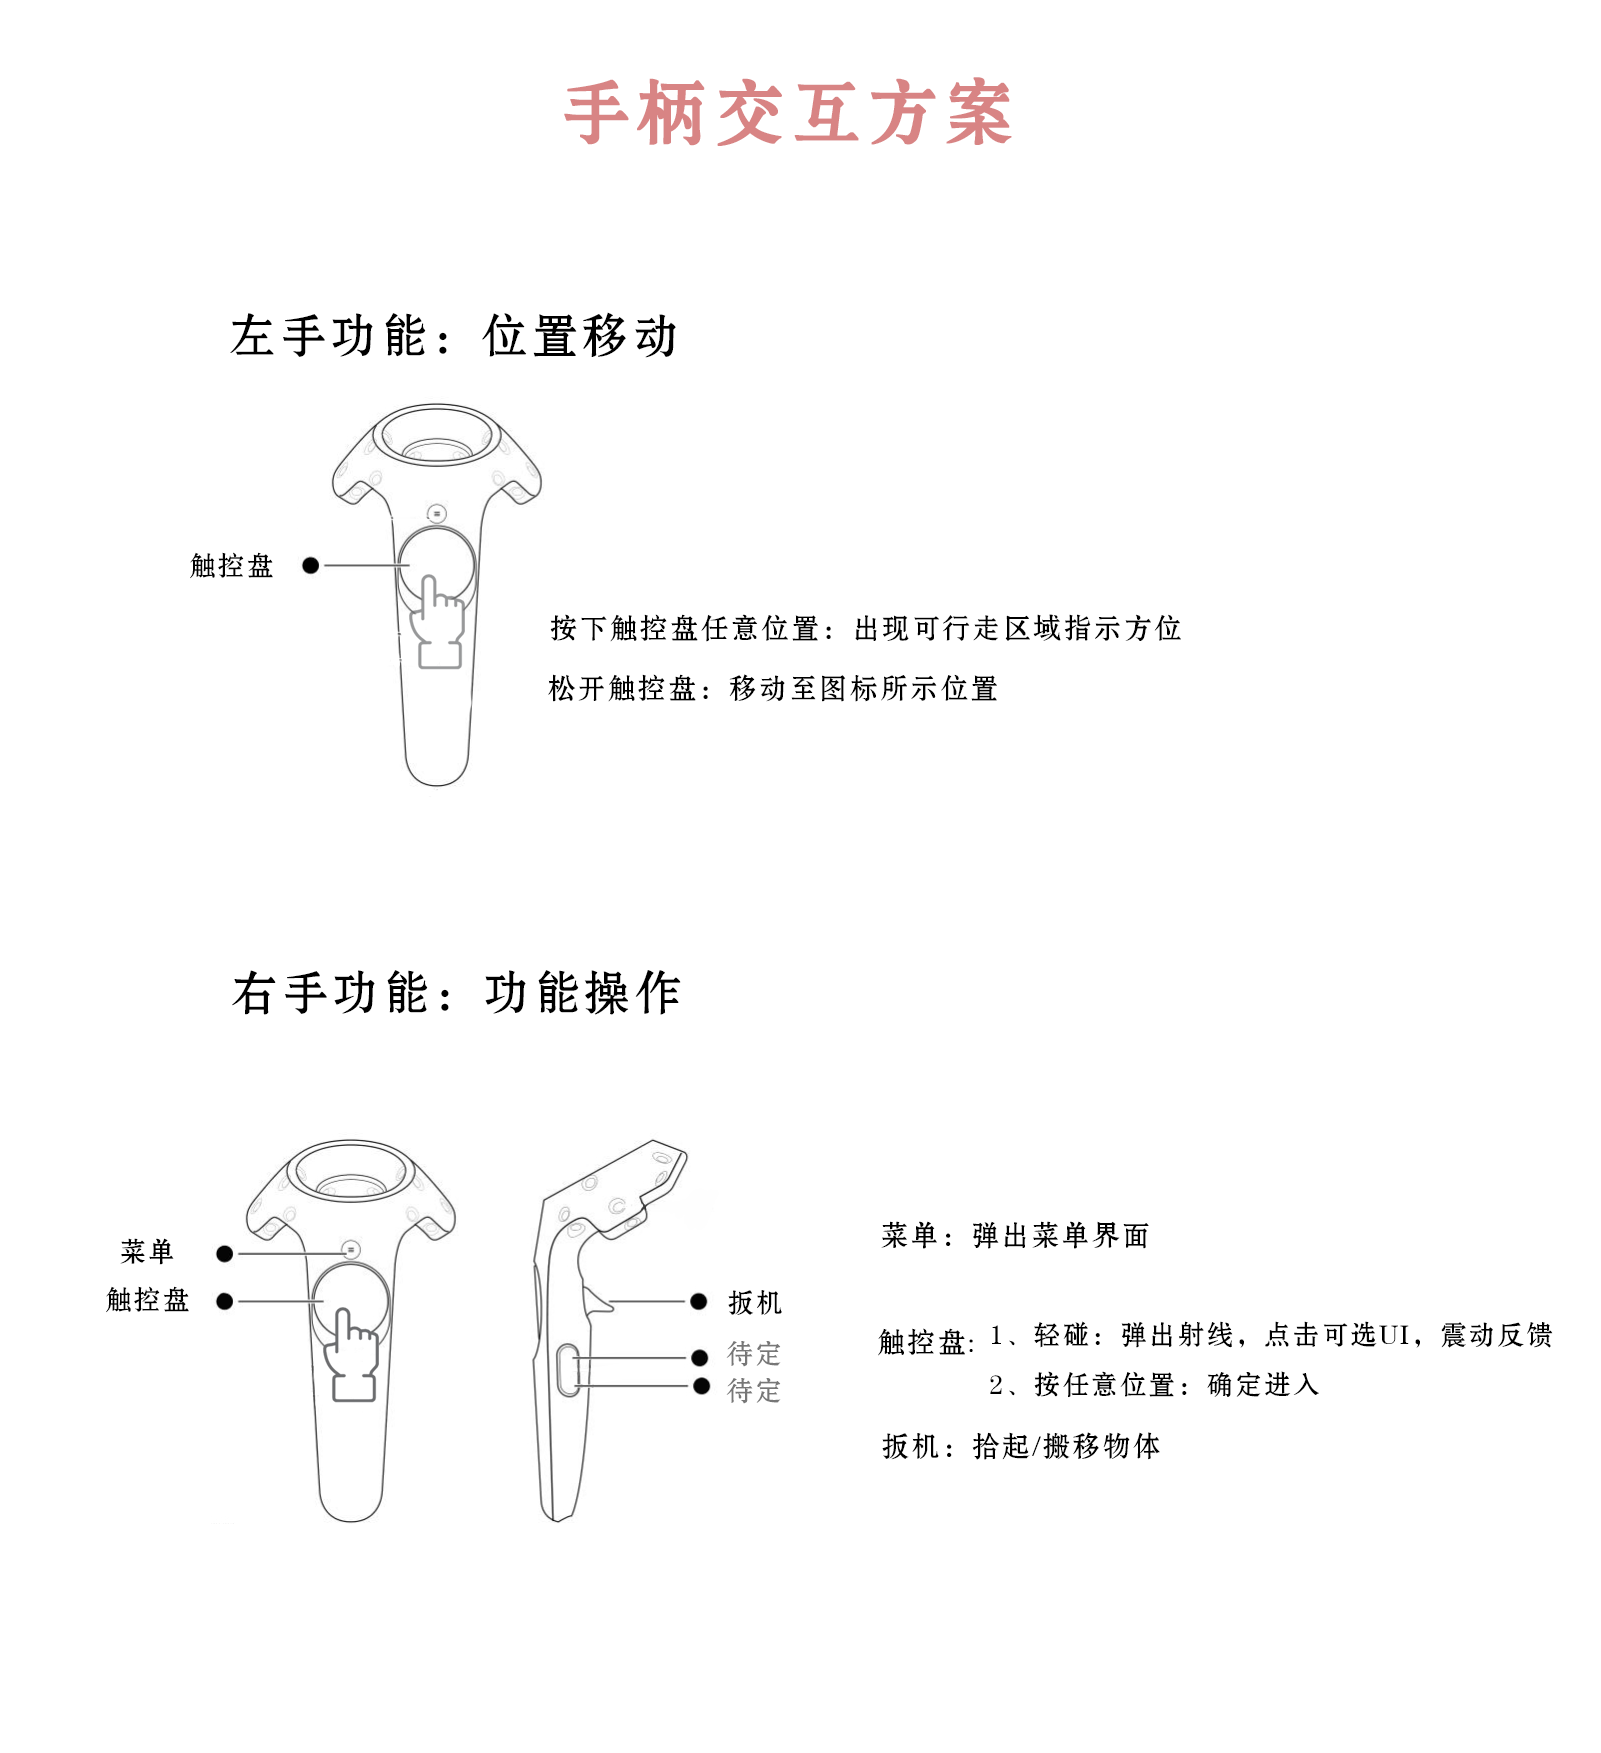 手柄交互方案
左手功能：位置移动
触控盘
按下触控盘任意位置：出现可行走区域指示方位
松开触控盘：移动至图标所示位置
右手功能：功能操作
菜单
触控盘
扳机
待定
待定
菜单：弹出菜单界面
触控盘：1、轻碰：弹出射线，点击可选UI，震动反馈
2、按任意位置：确定进入
扳机：拾起/搬移物体